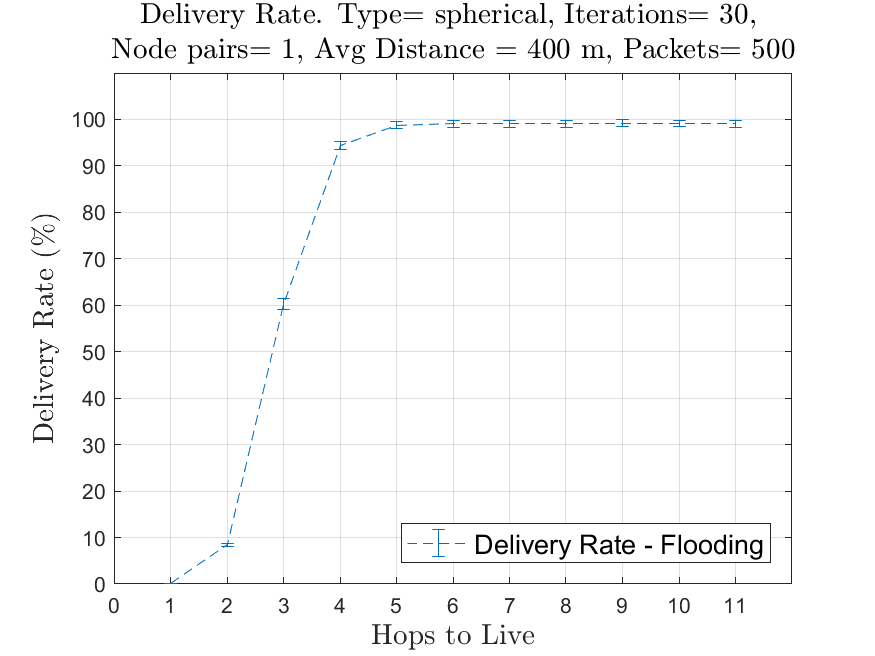 Delivery Rate. Type= spherical, Iterations= 30,
Node pairs= 1, Avg Distance = 400 m, Packets= 500
100
90
80
70
60
50
40
30
20
10
0
Delivery Rate (%)
Delivery Rate - Flooding
0 1 2 3 4 5 6 7 8 9 10 11
Hops to Live